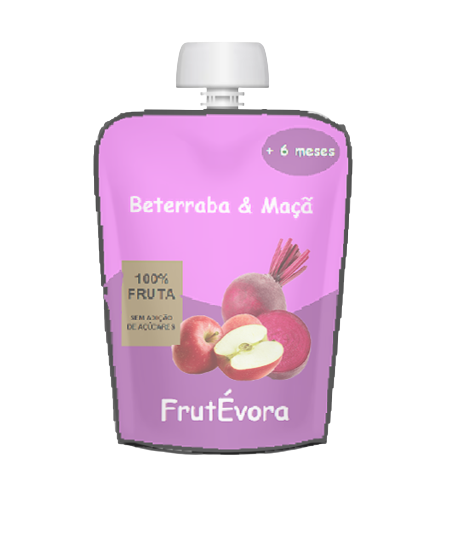 + 6 meses
Beterraba & Maçã
100%
FRUTA
SEM ADIÇÃO
DE AÇÚCARES
FrutÉvora